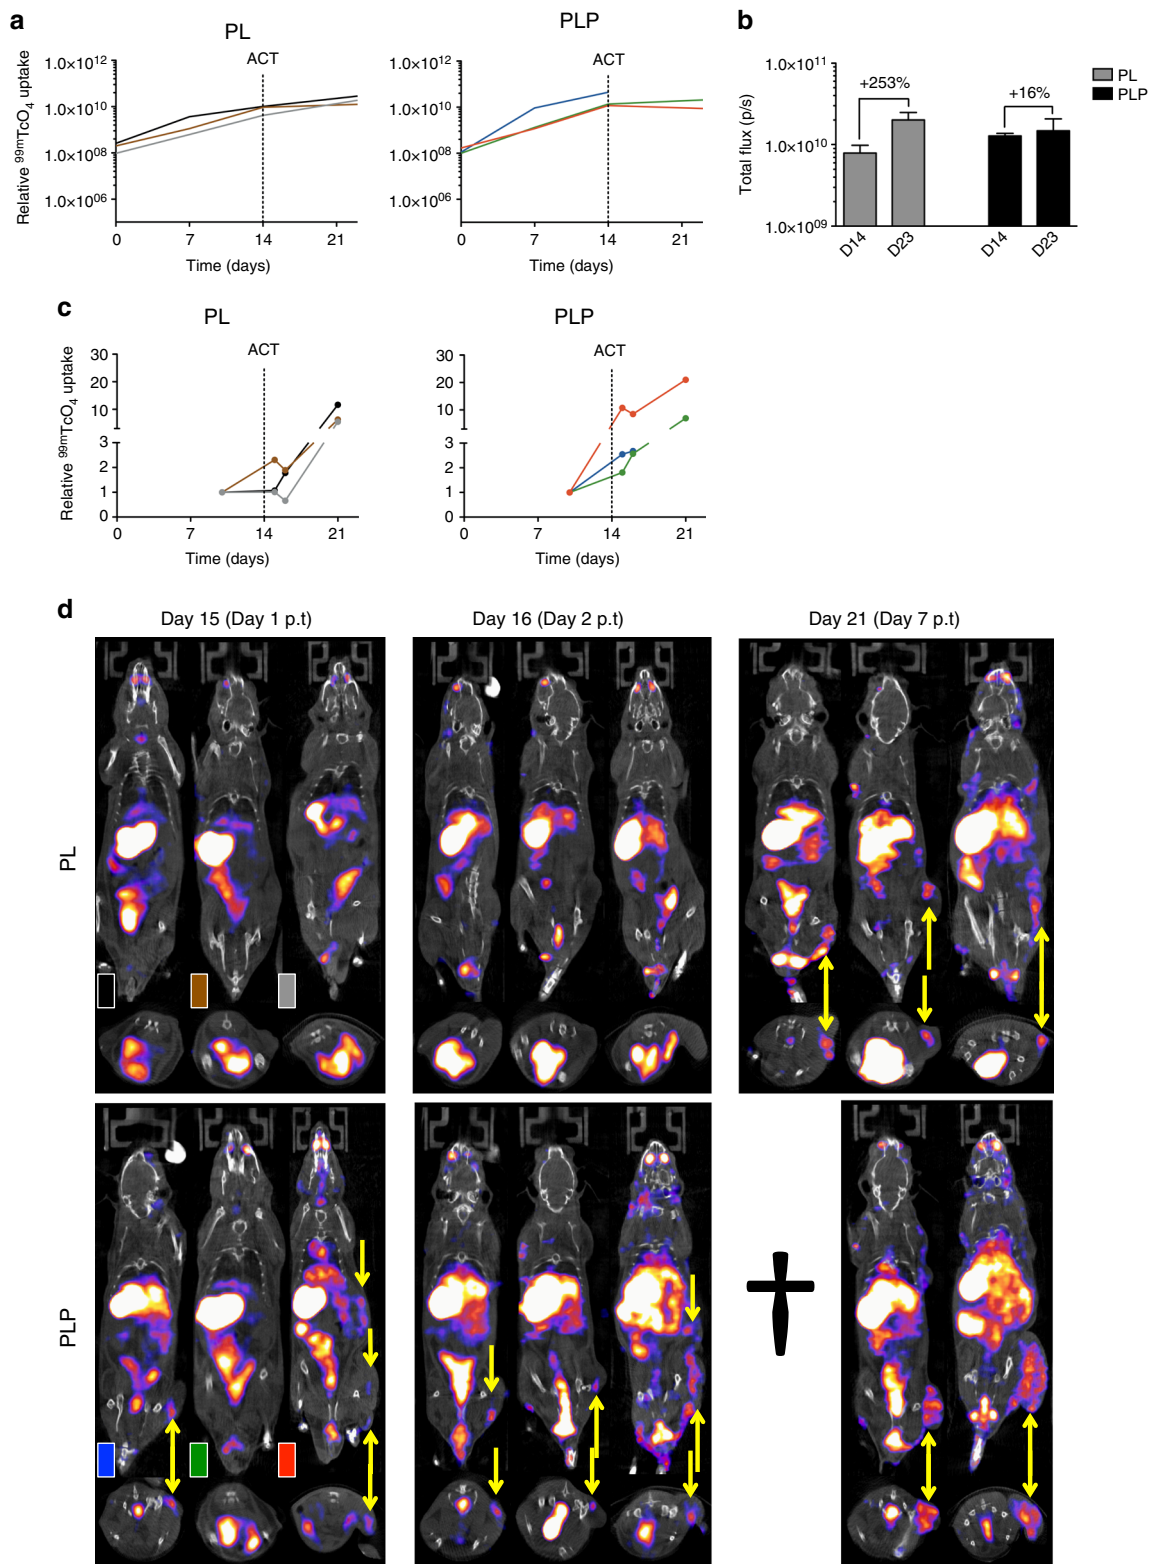 a
PL
PLP
b
ACT
ACT
Relative 99mTcO4 uptake
1.0×10^12
1.0×10^10
1.0×10^08
1.0×10^06
0 7 14 21
Time (days)
1.0×10^12
1.0×10^10
1.0×10^08
1.0×10^06
0 7 14 21
Time (days)
Total flux (p/s)
1.0×10^11
1.0×10^10
1.0×10^09
+253%
+16%
D14 D23 D14 D23
PL
PLP
c
PL
PLP
ACT
ACT
Relative 99mTcO4 uptake
30
20
10
3
2
1
0
0 7 14 21
Time (days)
30
20
10
3
2
1
0
0 7 14 21
Time (days)
d
Day 15 (Day 1 p.t)
Day 16 (Day 2 p.t)
Day 21 (Day 7 p.t)
PL
PLP